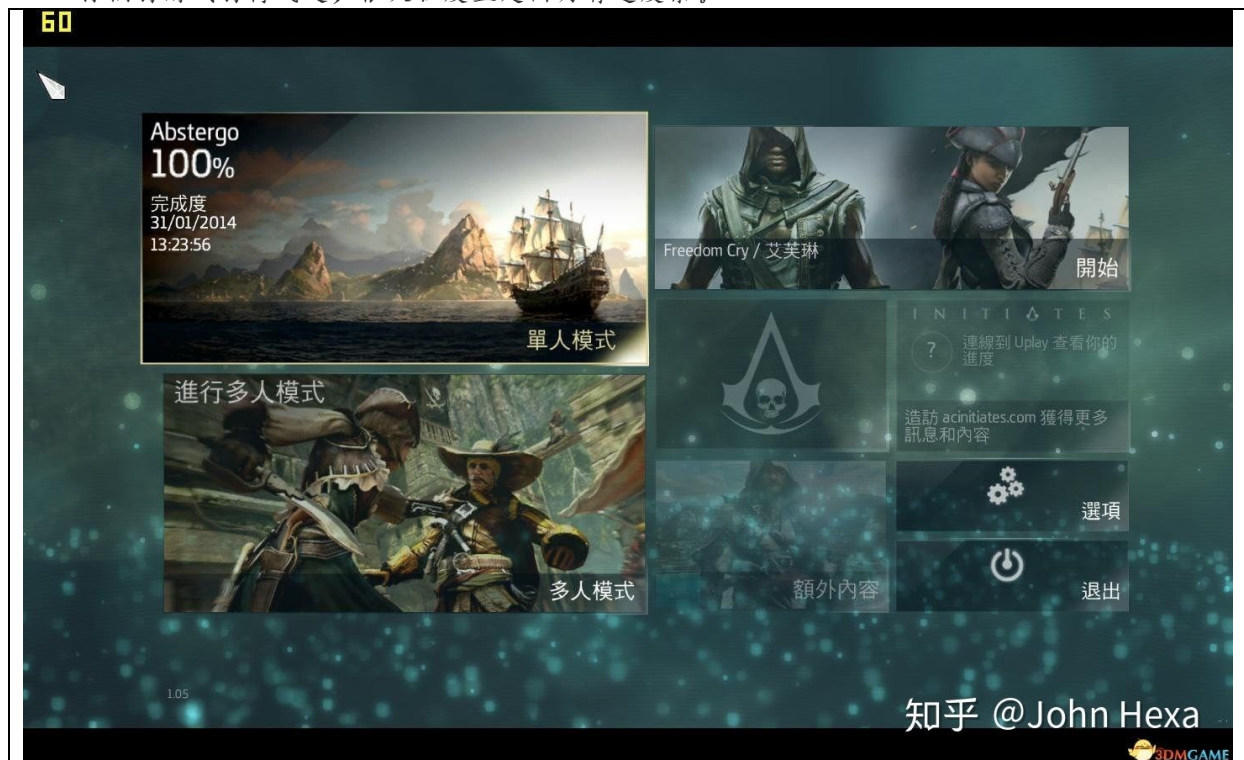 60
Abstergo
100%
完成度
31/01/2014
13:23:56
單人模式
Freedom Cry / 艾芙琳
開始
進行多人模式
多人模式
INITIATES
?
連線到 Uplay 查看你的
進度
造訪 acinitiates.com 獲得更多
訊息和內容
選項
額外內容
退出
1.05
知乎 @John Hexa
3DMGAME